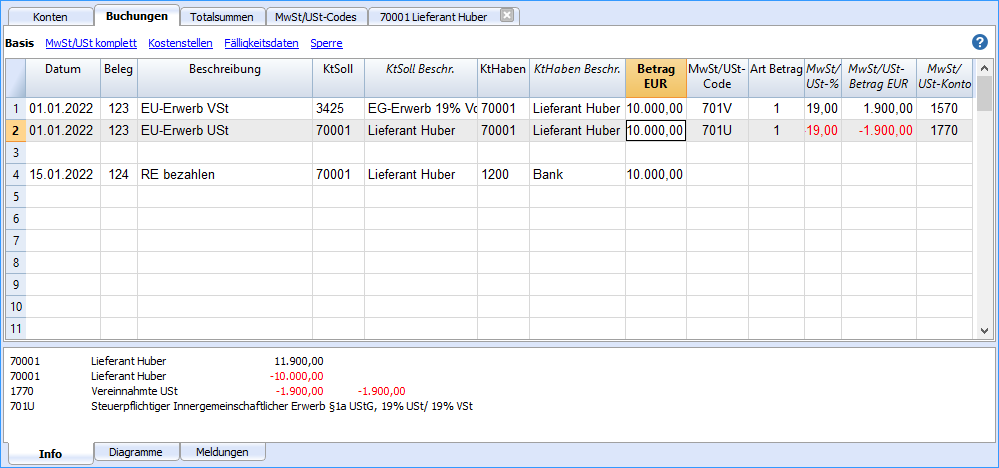 Konten Buchungen Totalsummen MwSt/USt-Codes 70001 Lieferant Huber
Basis MwSt/USt komplett Kostenstellen Fälligkeitsdaten Sperre ?
Datum Beleg Beschreibung KtSoll KtSoll Beschr. KtHaben KtHaben Beschr. Betrag EUR MwSt/USt-Code Art Betrag MwSt/USt-% MwSt/USt-Betrag EUR MwSt/USt-Konto
1 01.01.2022 123 EU-Erwerb VSt 3425 EG-Erwerb 19% Vo 70001 Lieferant Huber 10.000,00 701V 1 19,00 1.900,00 1570
2 01.01.2022 123 EU-Erwerb USt 70001 Lieferant Huber 70001 Lieferant Huber 10.000,00 701U 1 -19,00 -1.900,00 1770
3
4 15.01.2022 124 RE bezahlen 70001 Lieferant Huber 1200 Bank 10.000,00
5
6
7
8
9
10
11
70001 Lieferant Huber 11.900,00
70001 Lieferant Huber -10.000,00
1770 Vereinnahmte USt -1.900,00 -1.900,00
701U Steuerpflichtiger Innergemeinschaftlicher Erwerb §1a UStG, 19% USt/ 19% VSt
Info Diagramme Meldungen